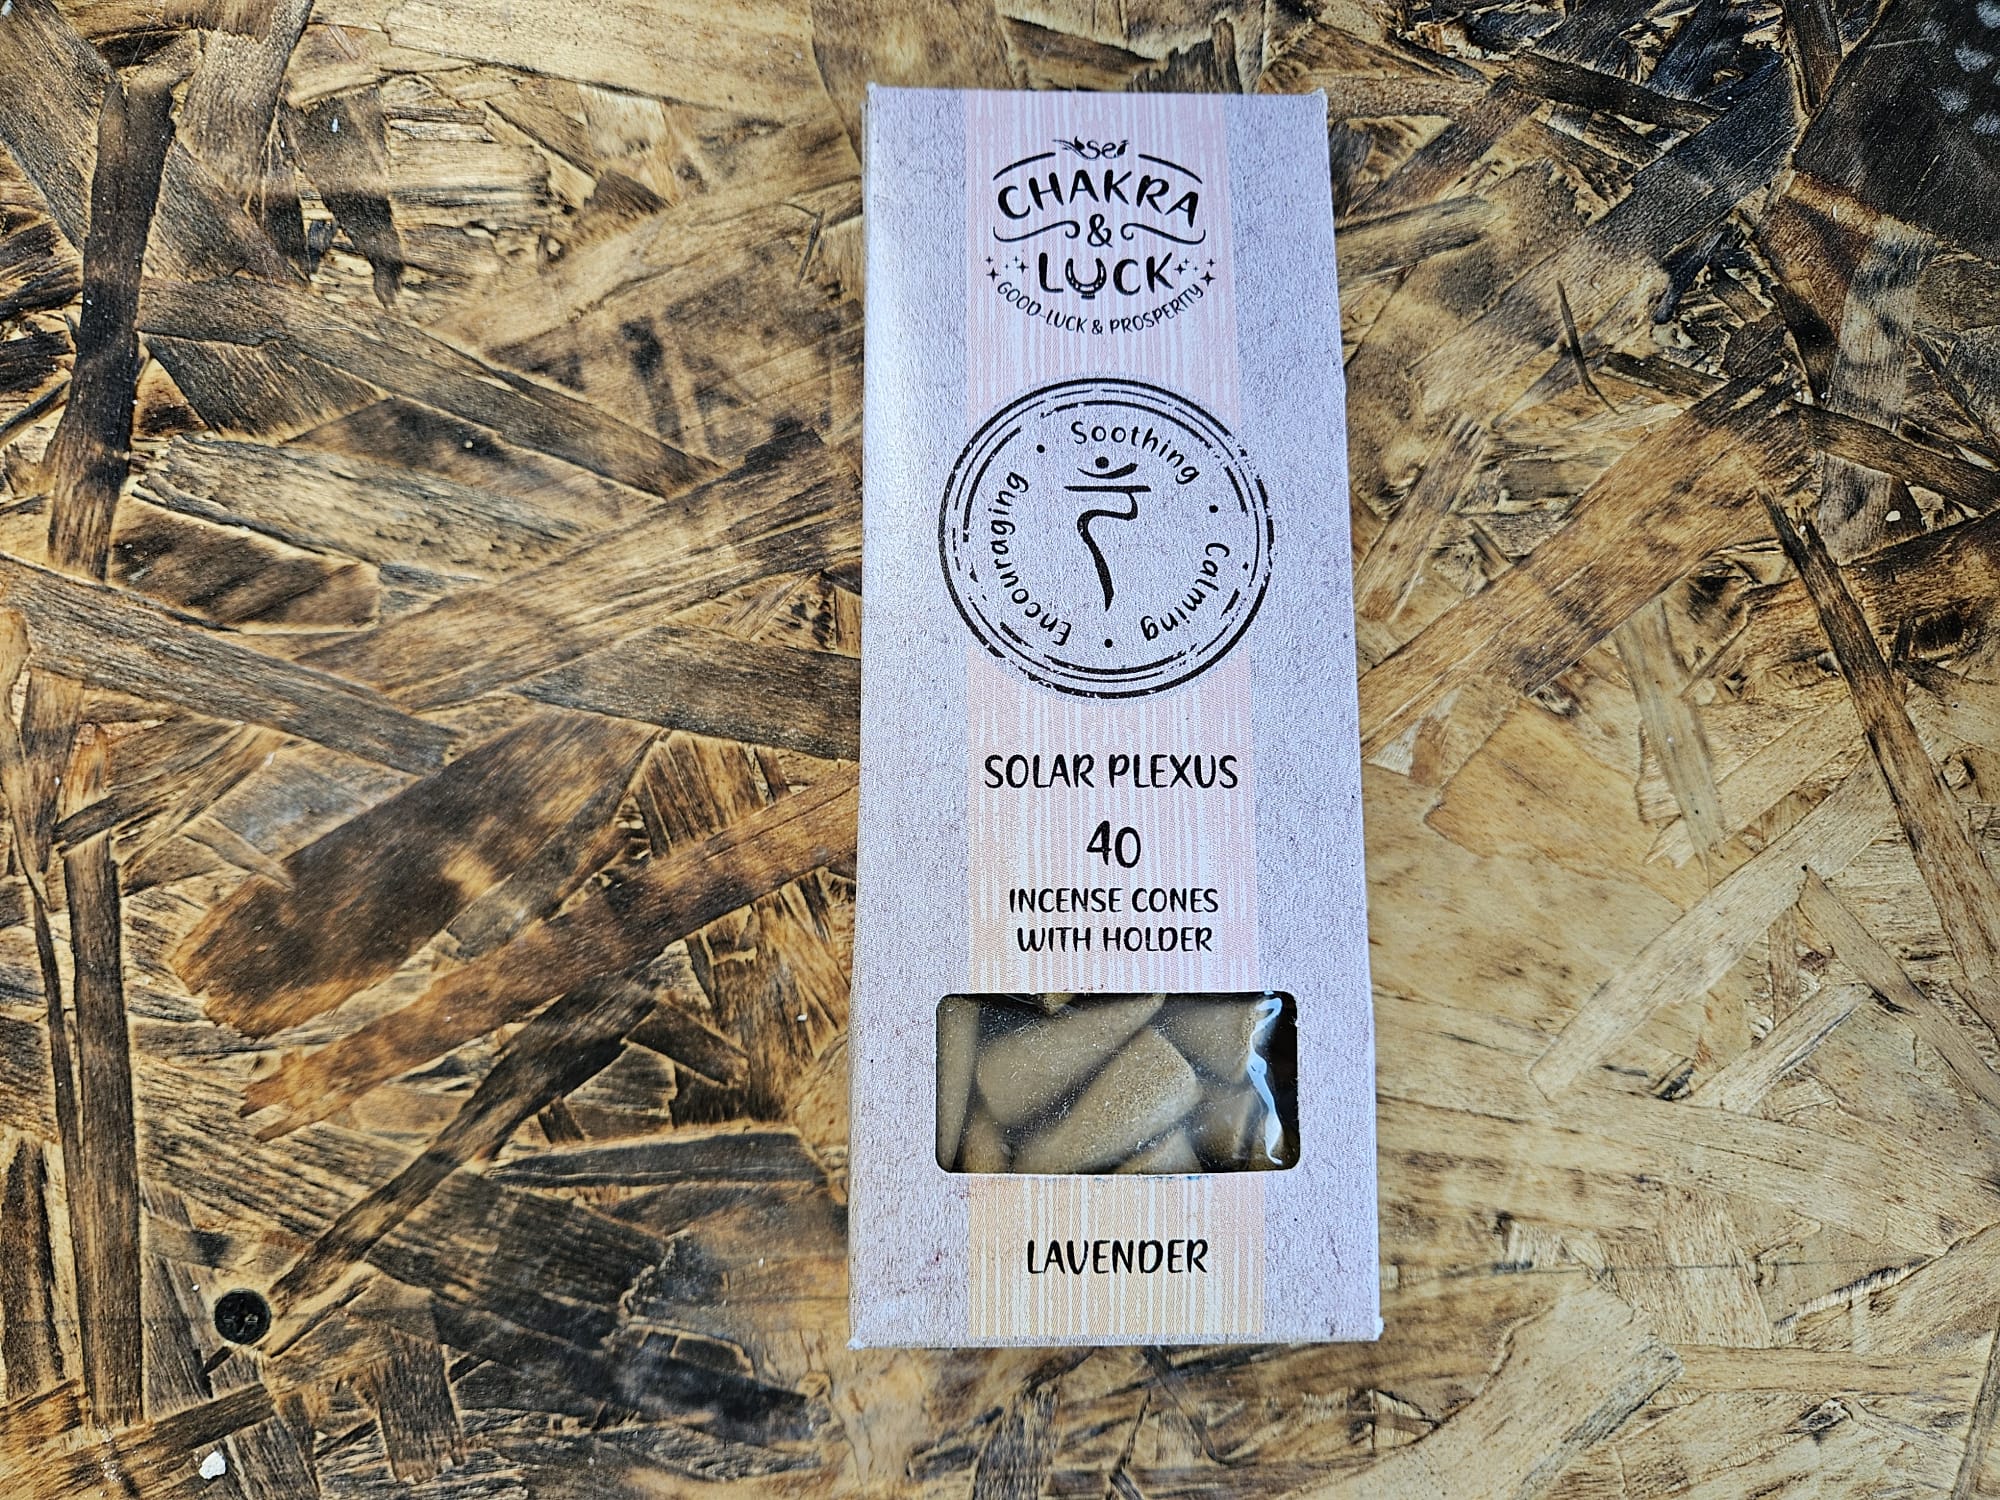 sei
CHAKRA
&
LUCK
GOOD-LUCK & PROSPERITY
Soothing • Calming • Encouraging •
रं
SOLAR PLEXUS
40
INCENSE CONES
WITH HOLDER
LAVENDER